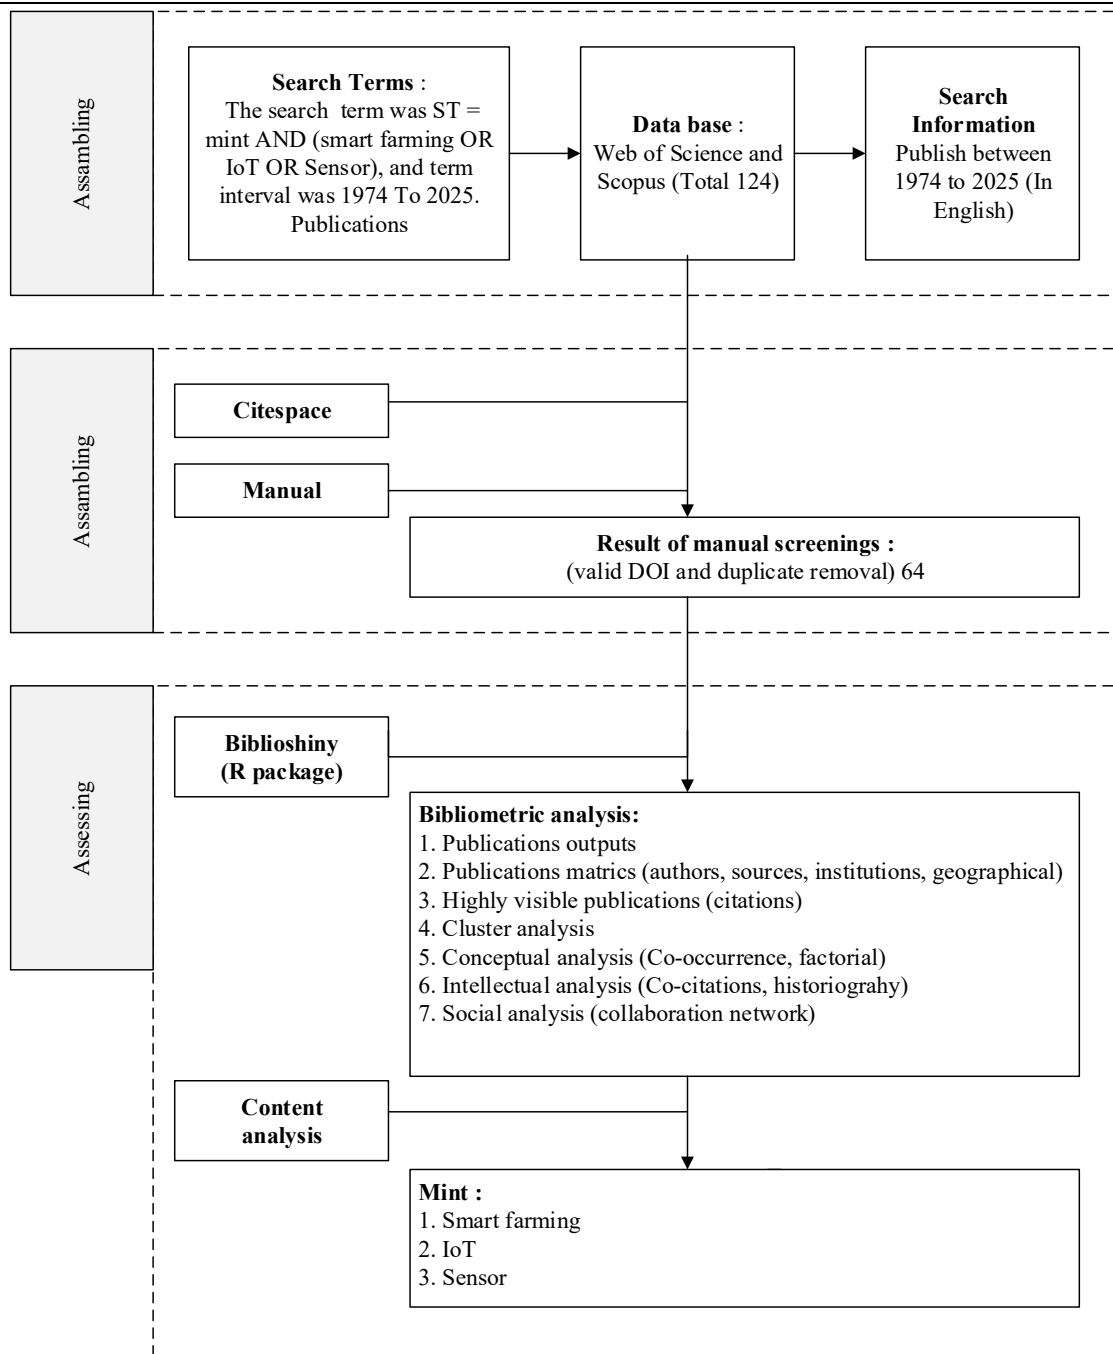 Assambling
Search Terms :
The search term was ST =
mint AND (smart farming OR
IoT OR Sensor), and term
interval was 1974 To 2025.
Publications
Data base :
Web of Science and
Scopus (Total 124)
Search
Information
Publish between
1974 to 2025 (In
English)
Assambling
Citespace
Manual
Result of manual screenings :
(valid DOI and duplicate removal) 64
Assessing
Biblioshiny
(R package)
Bibliometric analysis:
1. Publications outputs
2. Publications matrics (authors, sources, institutions, geographical)
3. Highly visible publications (citations)
4. Cluster analysis
5. Conceptual analysis (Co-occurrence, factorial)
6. Intellectual analysis (Co-citations, historiograhy)
7. Social analysis (collaboration network)
Content
analysis
Mint :
1. Smart farming
2. IoT
3. Sensor